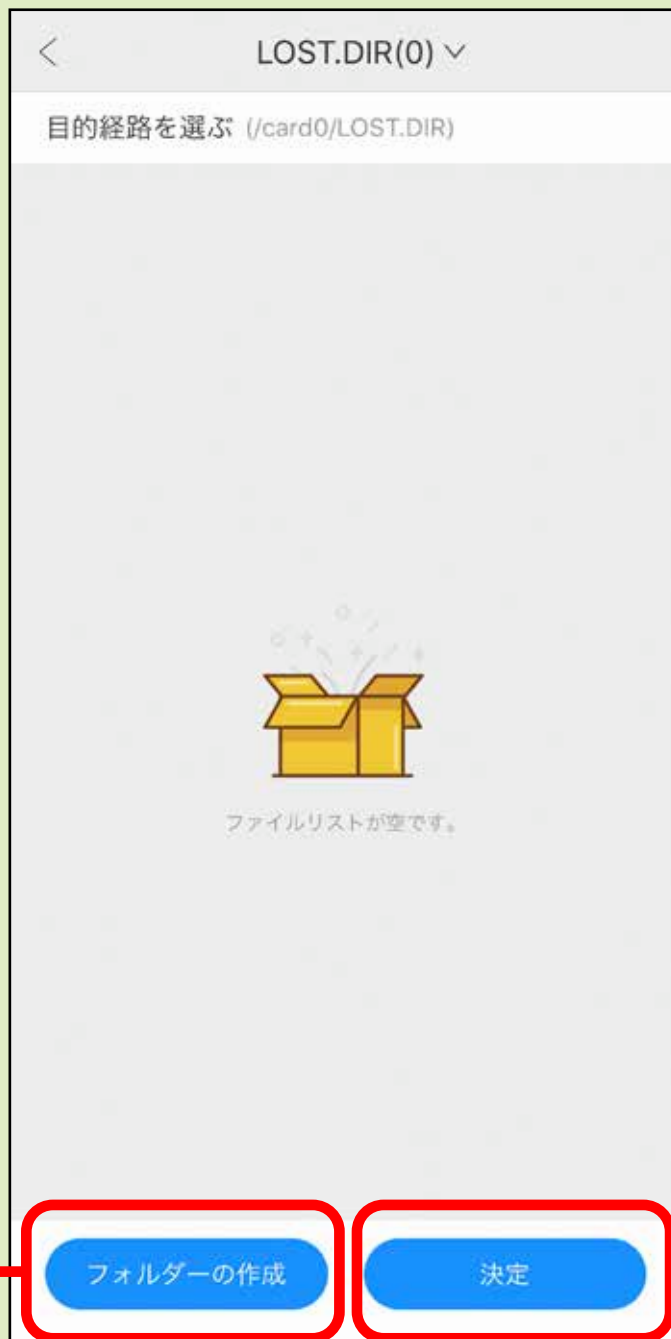 LOST.DIR(0)
目的経路を選ぶ (/card0/LOST.DIR)
ファイルリストが空です。
フォルダーの作成 決定